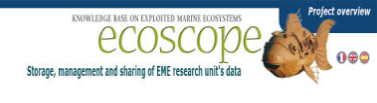 Project overview
KNOWLEDGE BASE ON EXPLOITED MARINE ECOSYSTEMS
ecoscope
Storage, management and sharing of EME research unit's data